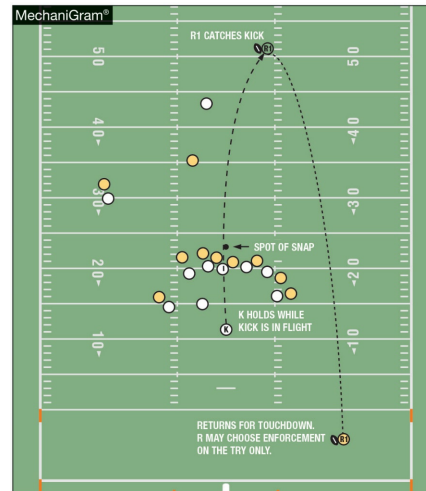 MechaniGram®
R1 CATCHES KICK
R1
50
50
40
30
30
SPOT OF SNAP
20
20
I
K HOLDS WHILE
KICK IS IN FLIGHT
K
10
10
RETURNS FOR TOUCHDOWN.
R MAY CHOOSE ENFORCEMENT
ON THE TRY ONLY.
R1